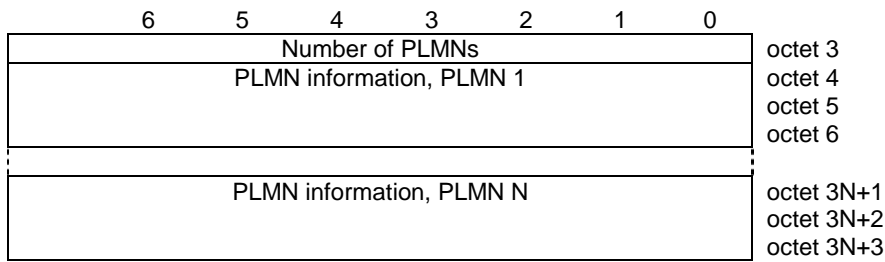 6 5 4 3 2 1 0
Number of PLMNs octet 3
PLMN information, PLMN 1 octet 4
octet 5
octet 6
PLMN information, PLMN N octet 3N+1
octet 3N+2
octet 3N+3